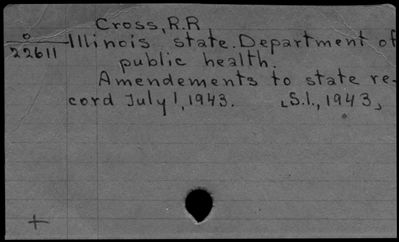 Cross, R.R.
o
22611
Illinois state. Department of
public health.
Amendements to state re-
cord July 1, 1943. [S.l., 1943]
+